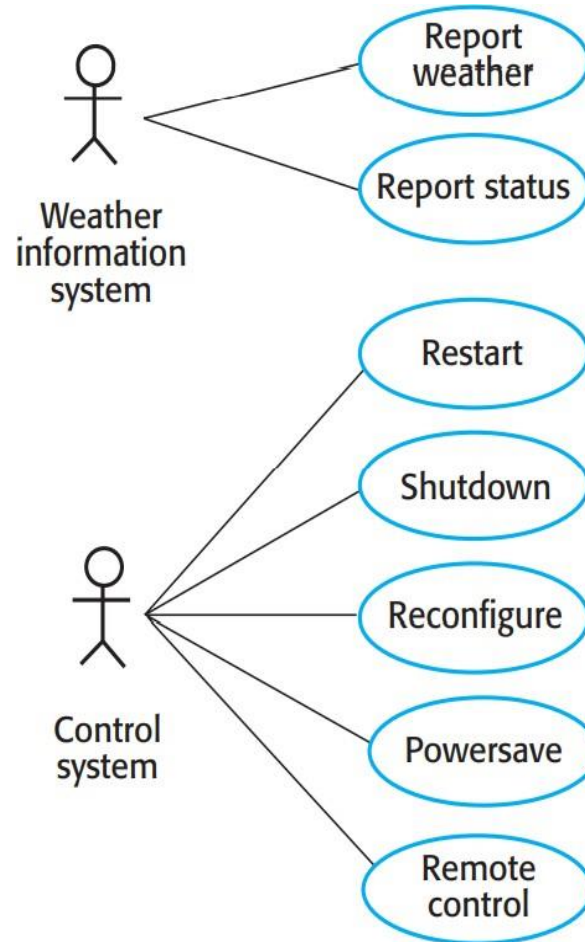 Report
weather
Report status
Weather
information
system
Restart
Shutdown
Reconfigure
Control
system
Powersave
Remote
control